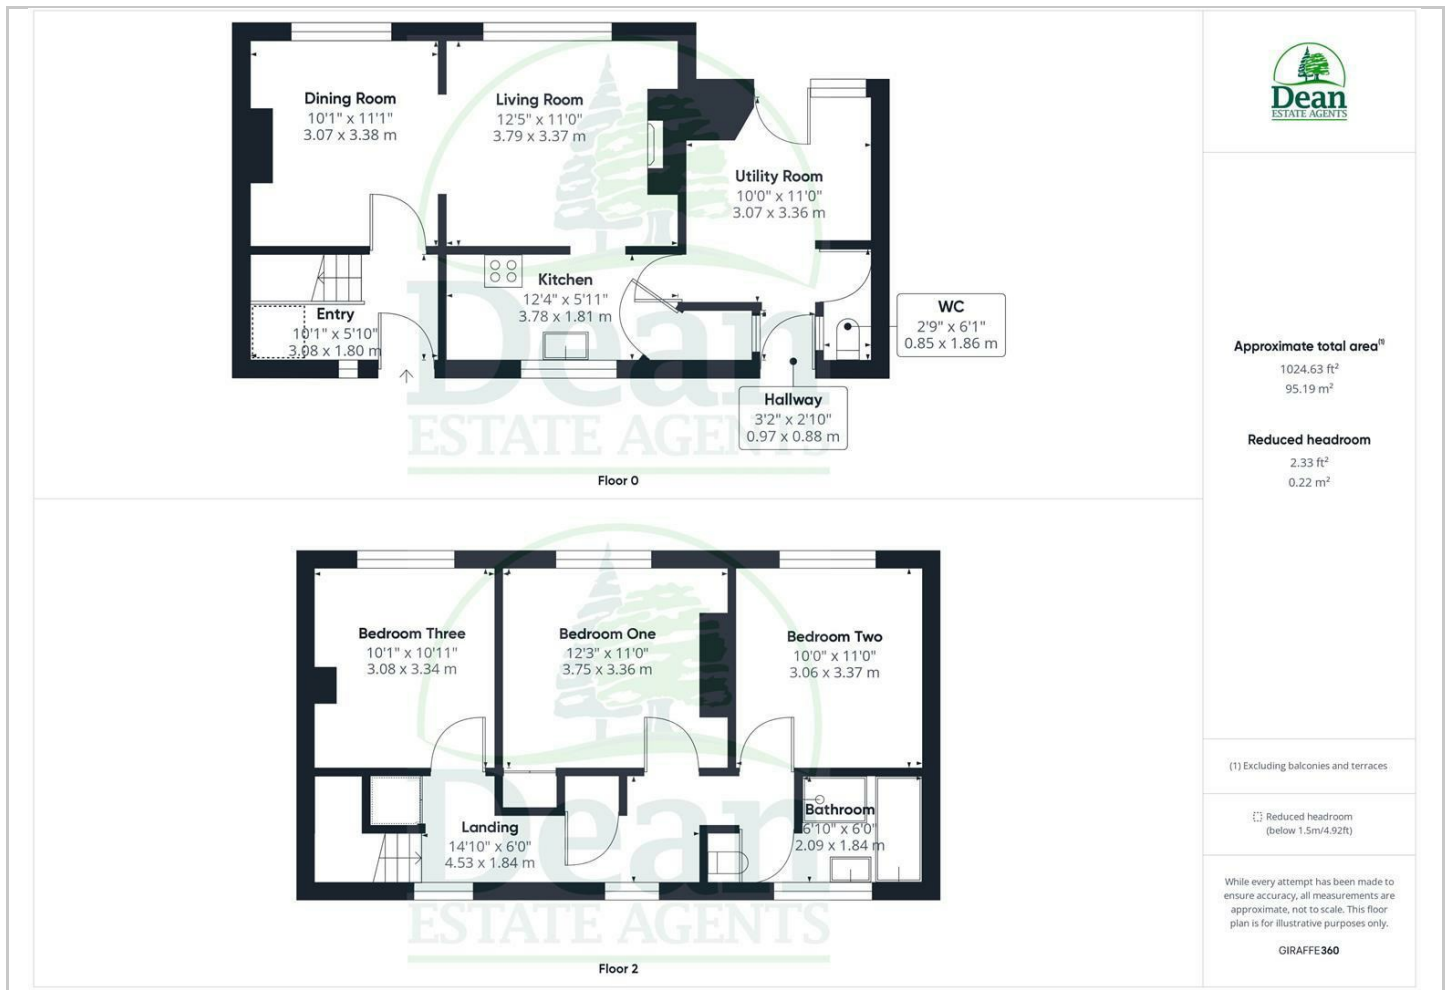 Dining Room
10'1" x 11'1"
3.07 x 3.38 m
Living Room
12'5" x 11'0"
3.79 x 3.37 m
Utility Room
10'0" x 11'0"
3.07 x 3.36 m
Kitchen
12'4" x 5'11"
3.78 x 1.81 m
Entry
10'1" x 5'10"
3.08 x 1.80 m
WC
2'9" x 6'1"
0.85 x 1.86 m
Hallway
3'2" x 2'10"
0.97 x 0.88 m
Dean
ESTATE AGENTS
Floor 0
Bedroom Three
10'1" x 10'11"
3.08 x 3.34 m
Bedroom One
12'3" x 11'0"
3.75 x 3.36 m
Bedroom Two
10'0" x 11'0"
3.06 x 3.37 m
Landing
14'10" x 6'0"
4.53 x 1.84 m
Bathroom
6'10" x 6'0"
2.09 x 1.84 m
Dean
ESTATE AGENTS
Floor 2
Dean
ESTATE AGENTS
Approximate total area⁽¹⁾
1024.63 ft²
95.19 m²
Reduced headroom
2.33 ft²
0.22 m²
(1) Excluding balconies and terraces
Reduced headroom
(below 1.5m/4.92ft)
While every attempt has been made to
ensure accuracy, all measurements are
approximate, not to scale. This floor
plan is for illustrative purposes only.
GIRAFFE360